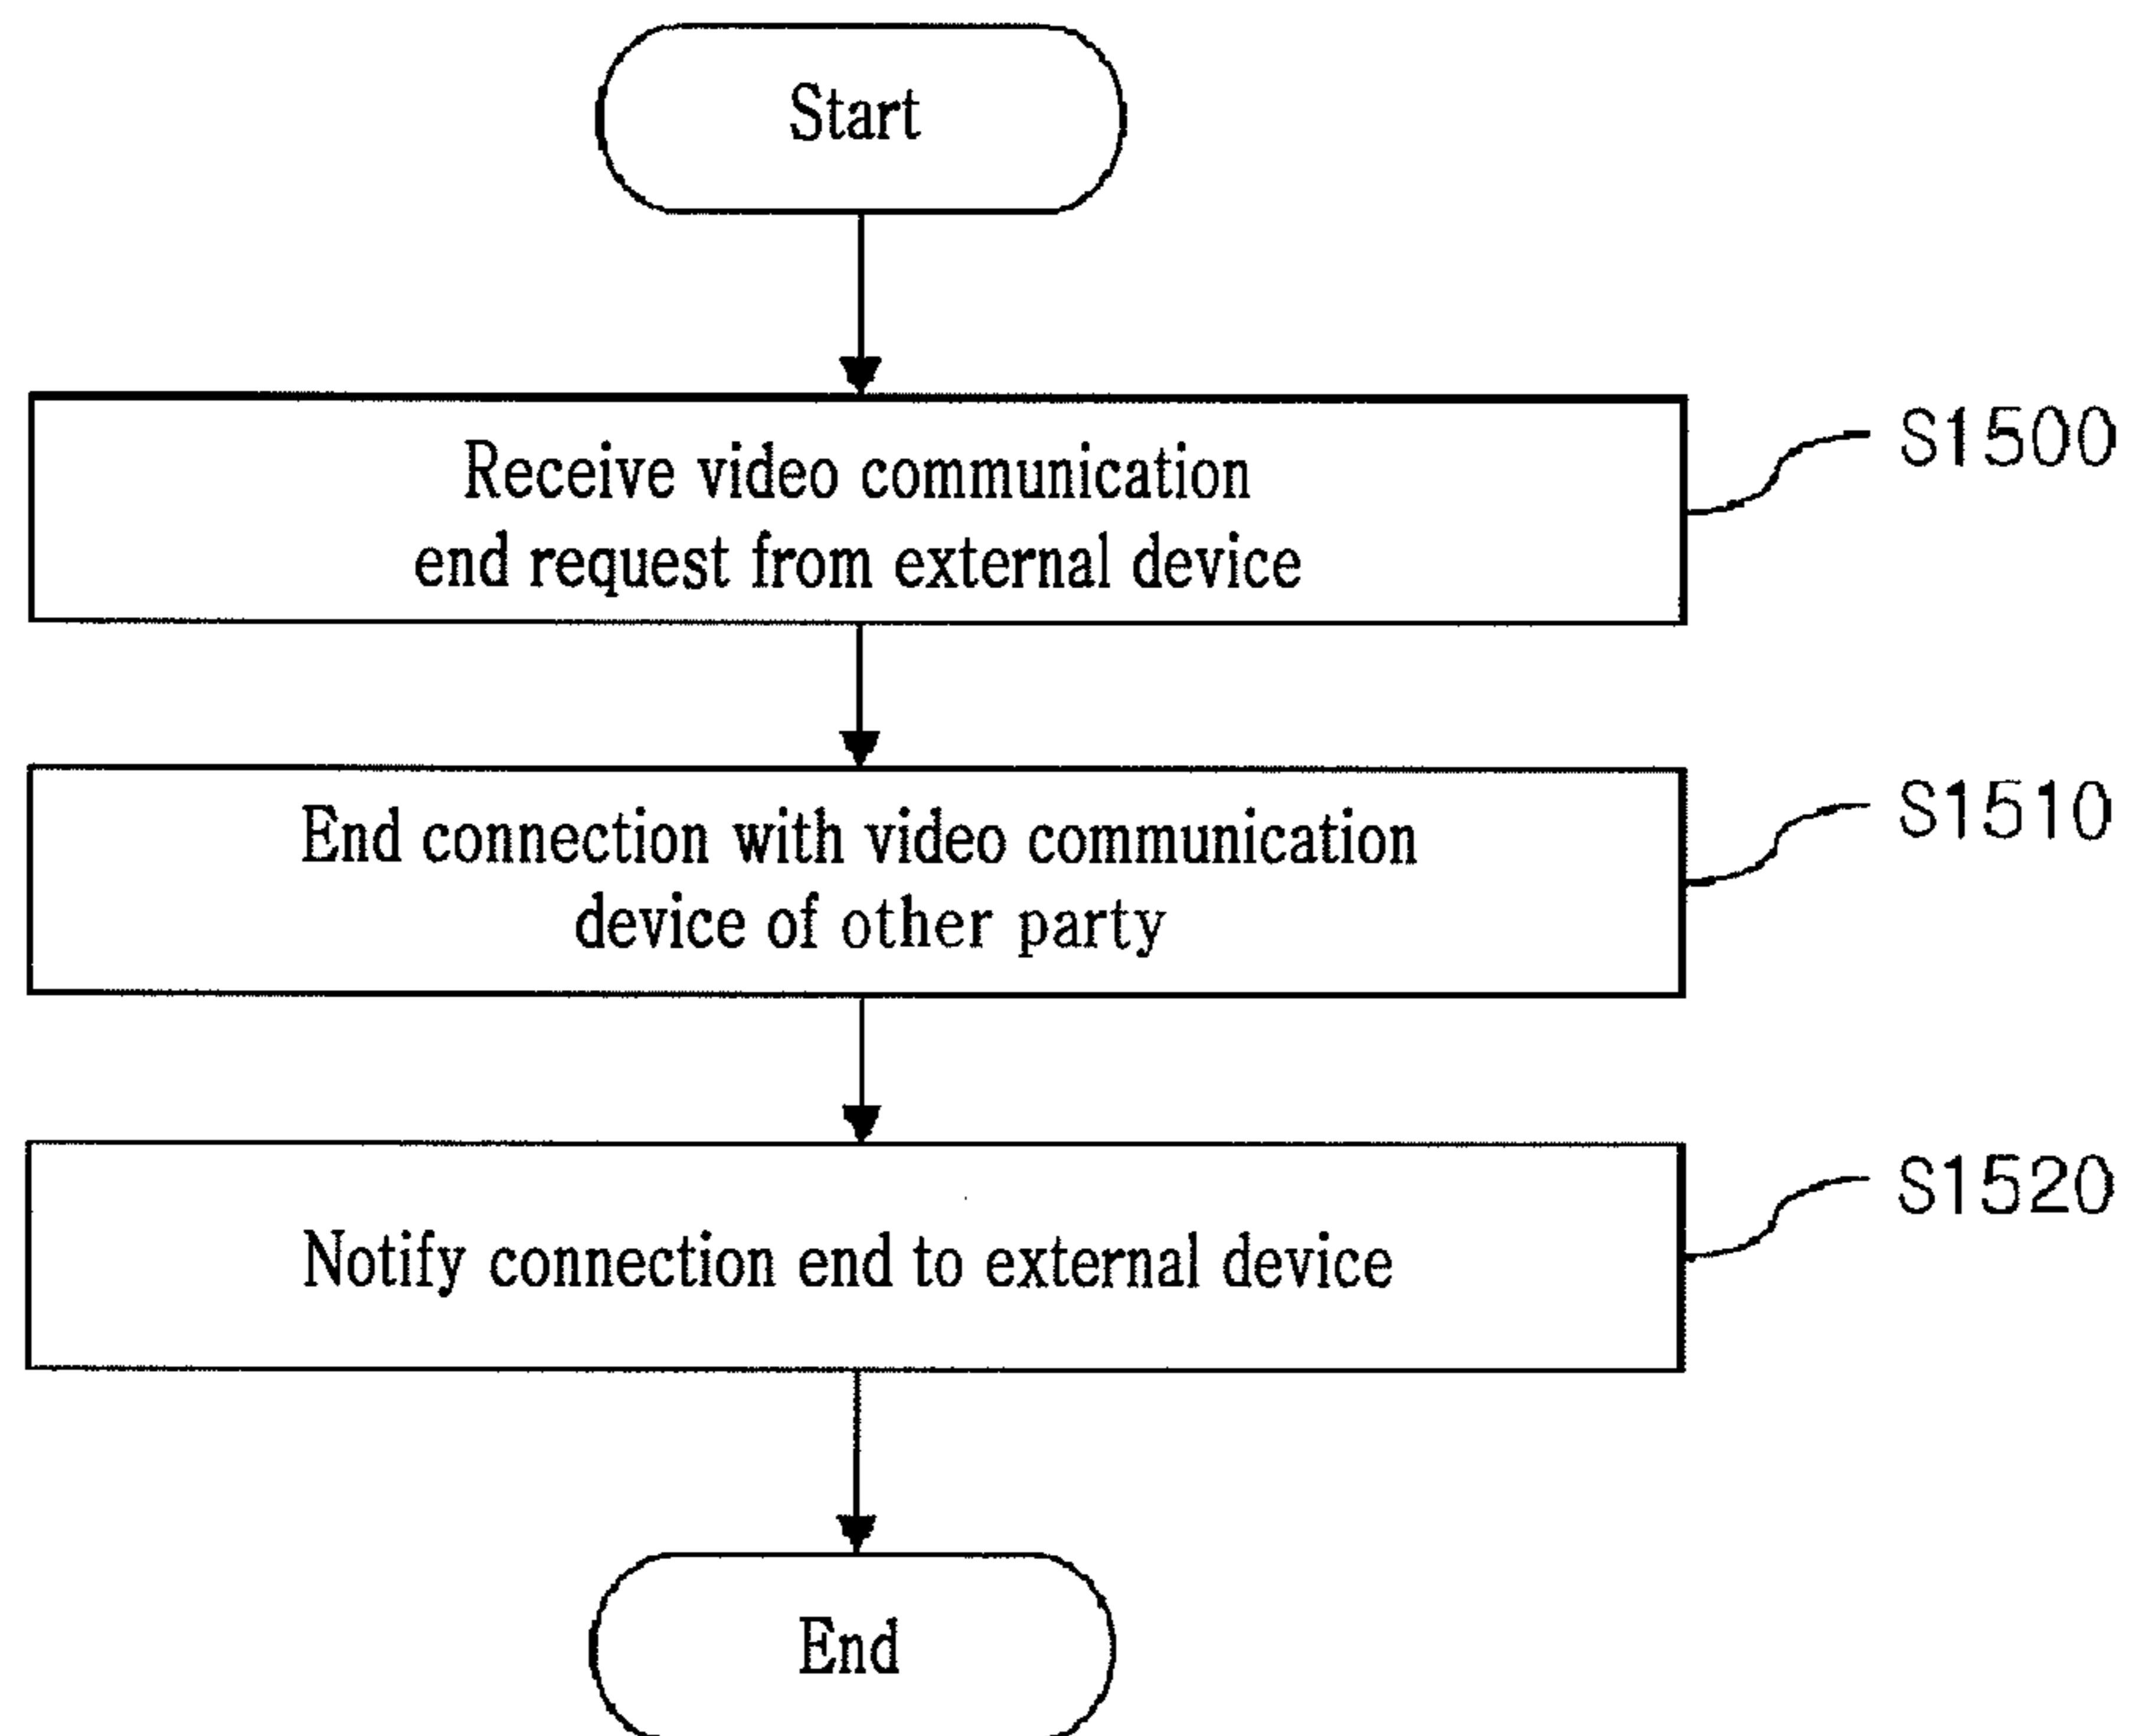 Start
Receive video communication
end request from external device
S1500
End connection with video communication
device of other party
S1510
Notify connection end to external device
S1520
End